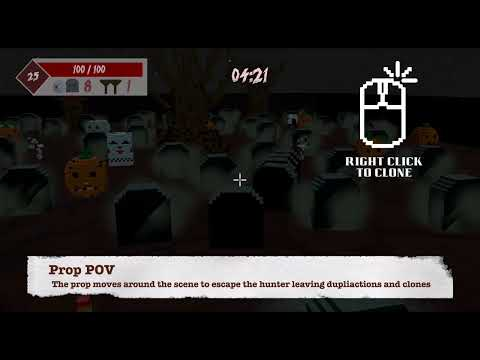 25
100 / 100
8
1
04:21
RIGHT CLICK
TO CLONE
Prop POV
The prop moves around the scene to escape the hunter leaving dupliactions and clones